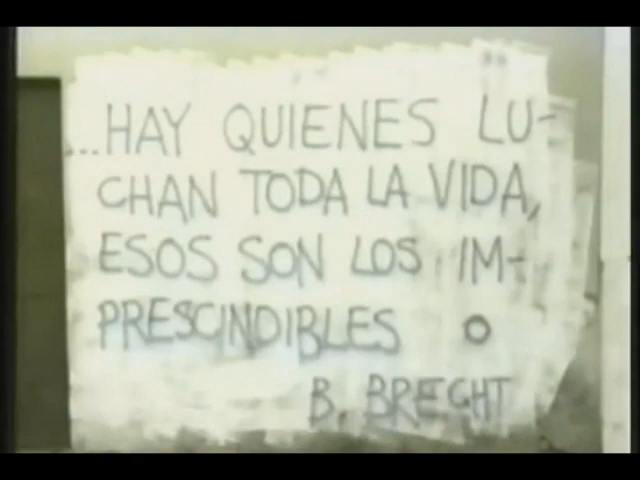 ...HAY QUIENES LU-
CHAN TODA LA VIDA,
ESOS SON LOS IM-
PRESCINDIBLES O
B. BRECHT